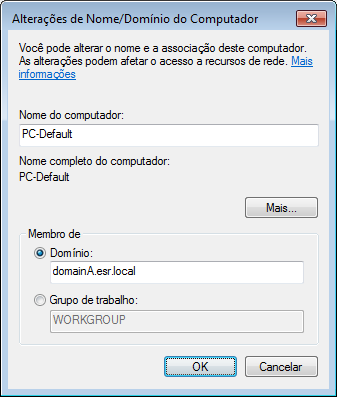 Alterações de Nome/Domínio do Computador
Você pode alterar o nome e a associação deste computador.
As alterações podem afetar o acesso a recursos de rede. Mais
informações
Nome do computador:
PC-Default
Nome completo do computador:
PC-Default
Mais...
Membro de
Domínio:
domainA.esr.local
Grupo de trabalho:
WORKGROUP
OK
Cancelar